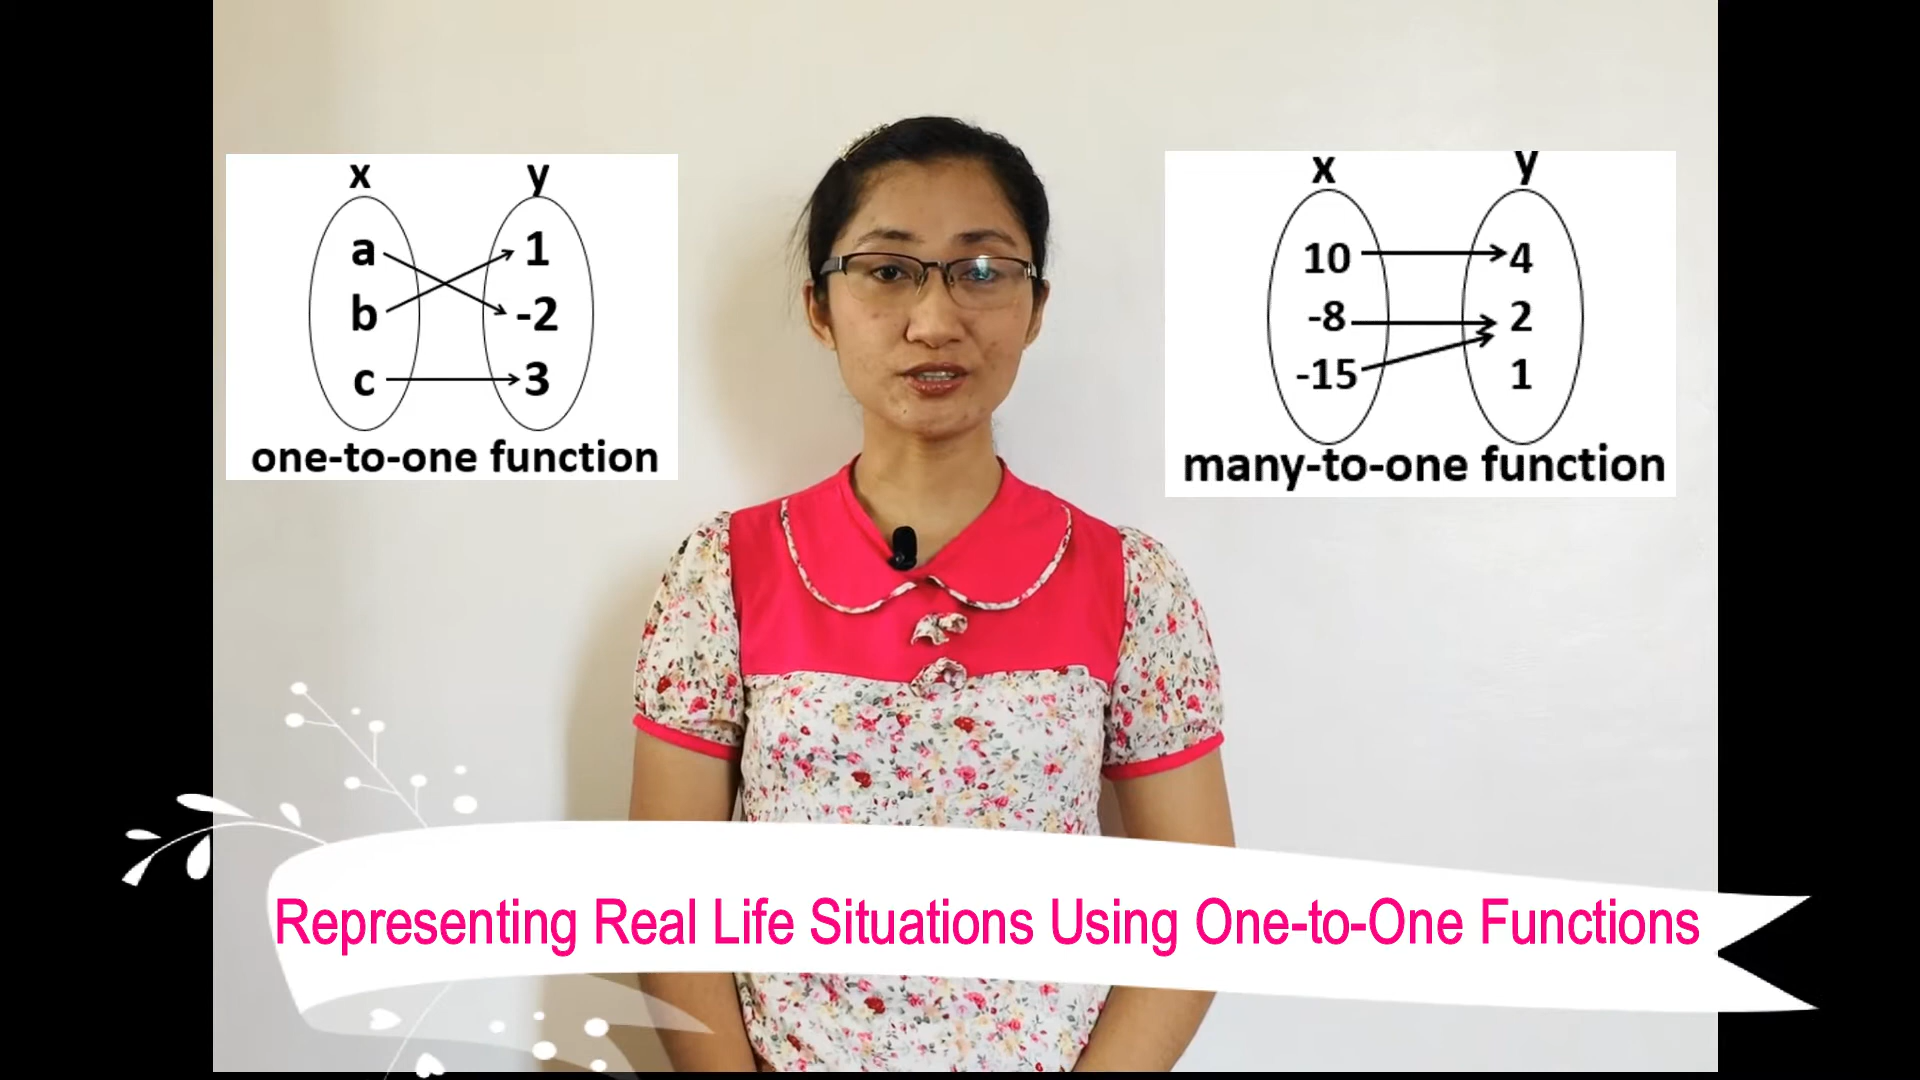 x y
a 1
b -2
c 3
one-to-one function
x y
10 4
-8 2
-15 1
many-to-one function
Representing Real Life Situations Using One-to-One Functions